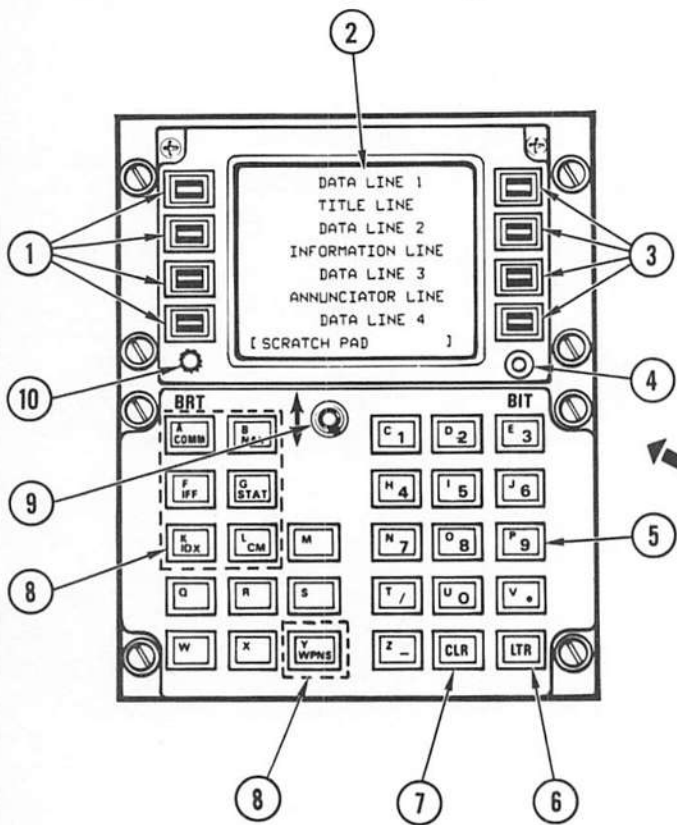 2
DATA LINE 1
TITLE LINE
DATA LINE 2
INFORMATION LINE
DATA LINE 3
ANNUNCIATOR LINE
DATA LINE 4
[SCRATCH PAD ]
1
3
10
4
BRT
BIT
A COMM
B NAV
C 1
D 2
E 3
9
F IFF
G STAT
H 4
I 5
J 6
8
K IDX
L CM
M
N 7
O 8
P 9
5
Q
R
S
T /
U 0
V •
W
X
Y WPNS
Z –
CLR
LTR
8
7
6